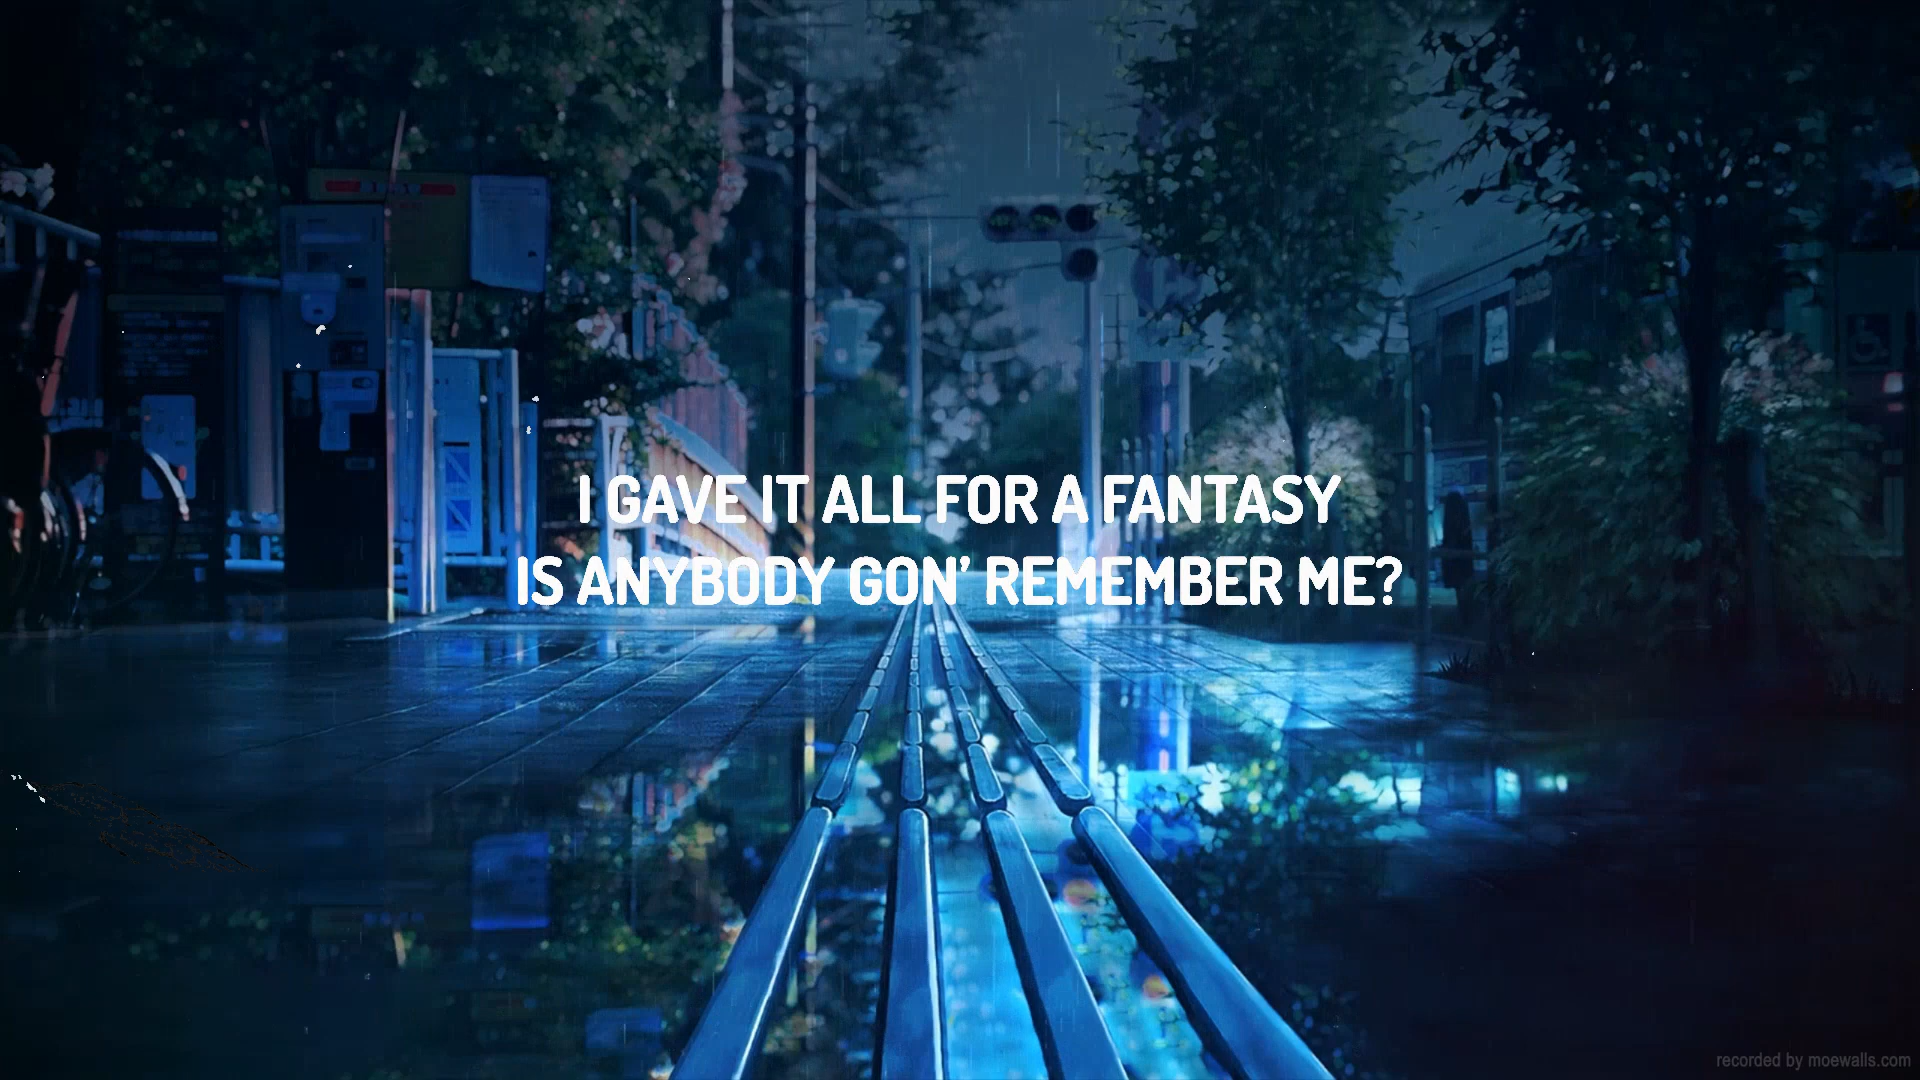 I GAVE IT ALL FOR A FANTASY
IS ANYBODY GON’ REMEMBER ME?
recorded by moewalls.com